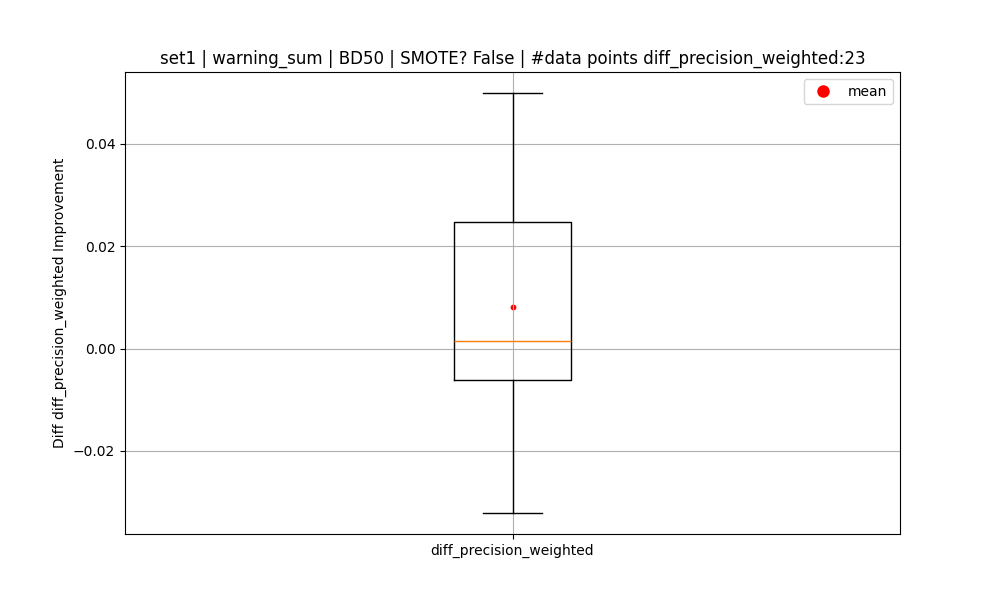 set1 | warning_sum | BD50 | SMOTE? False | #data points diff_precision_weighted:23
mean
Diff diff_precision_weighted Improvement
0.04
0.02
0.00
−0.02
diff_precision_weighted